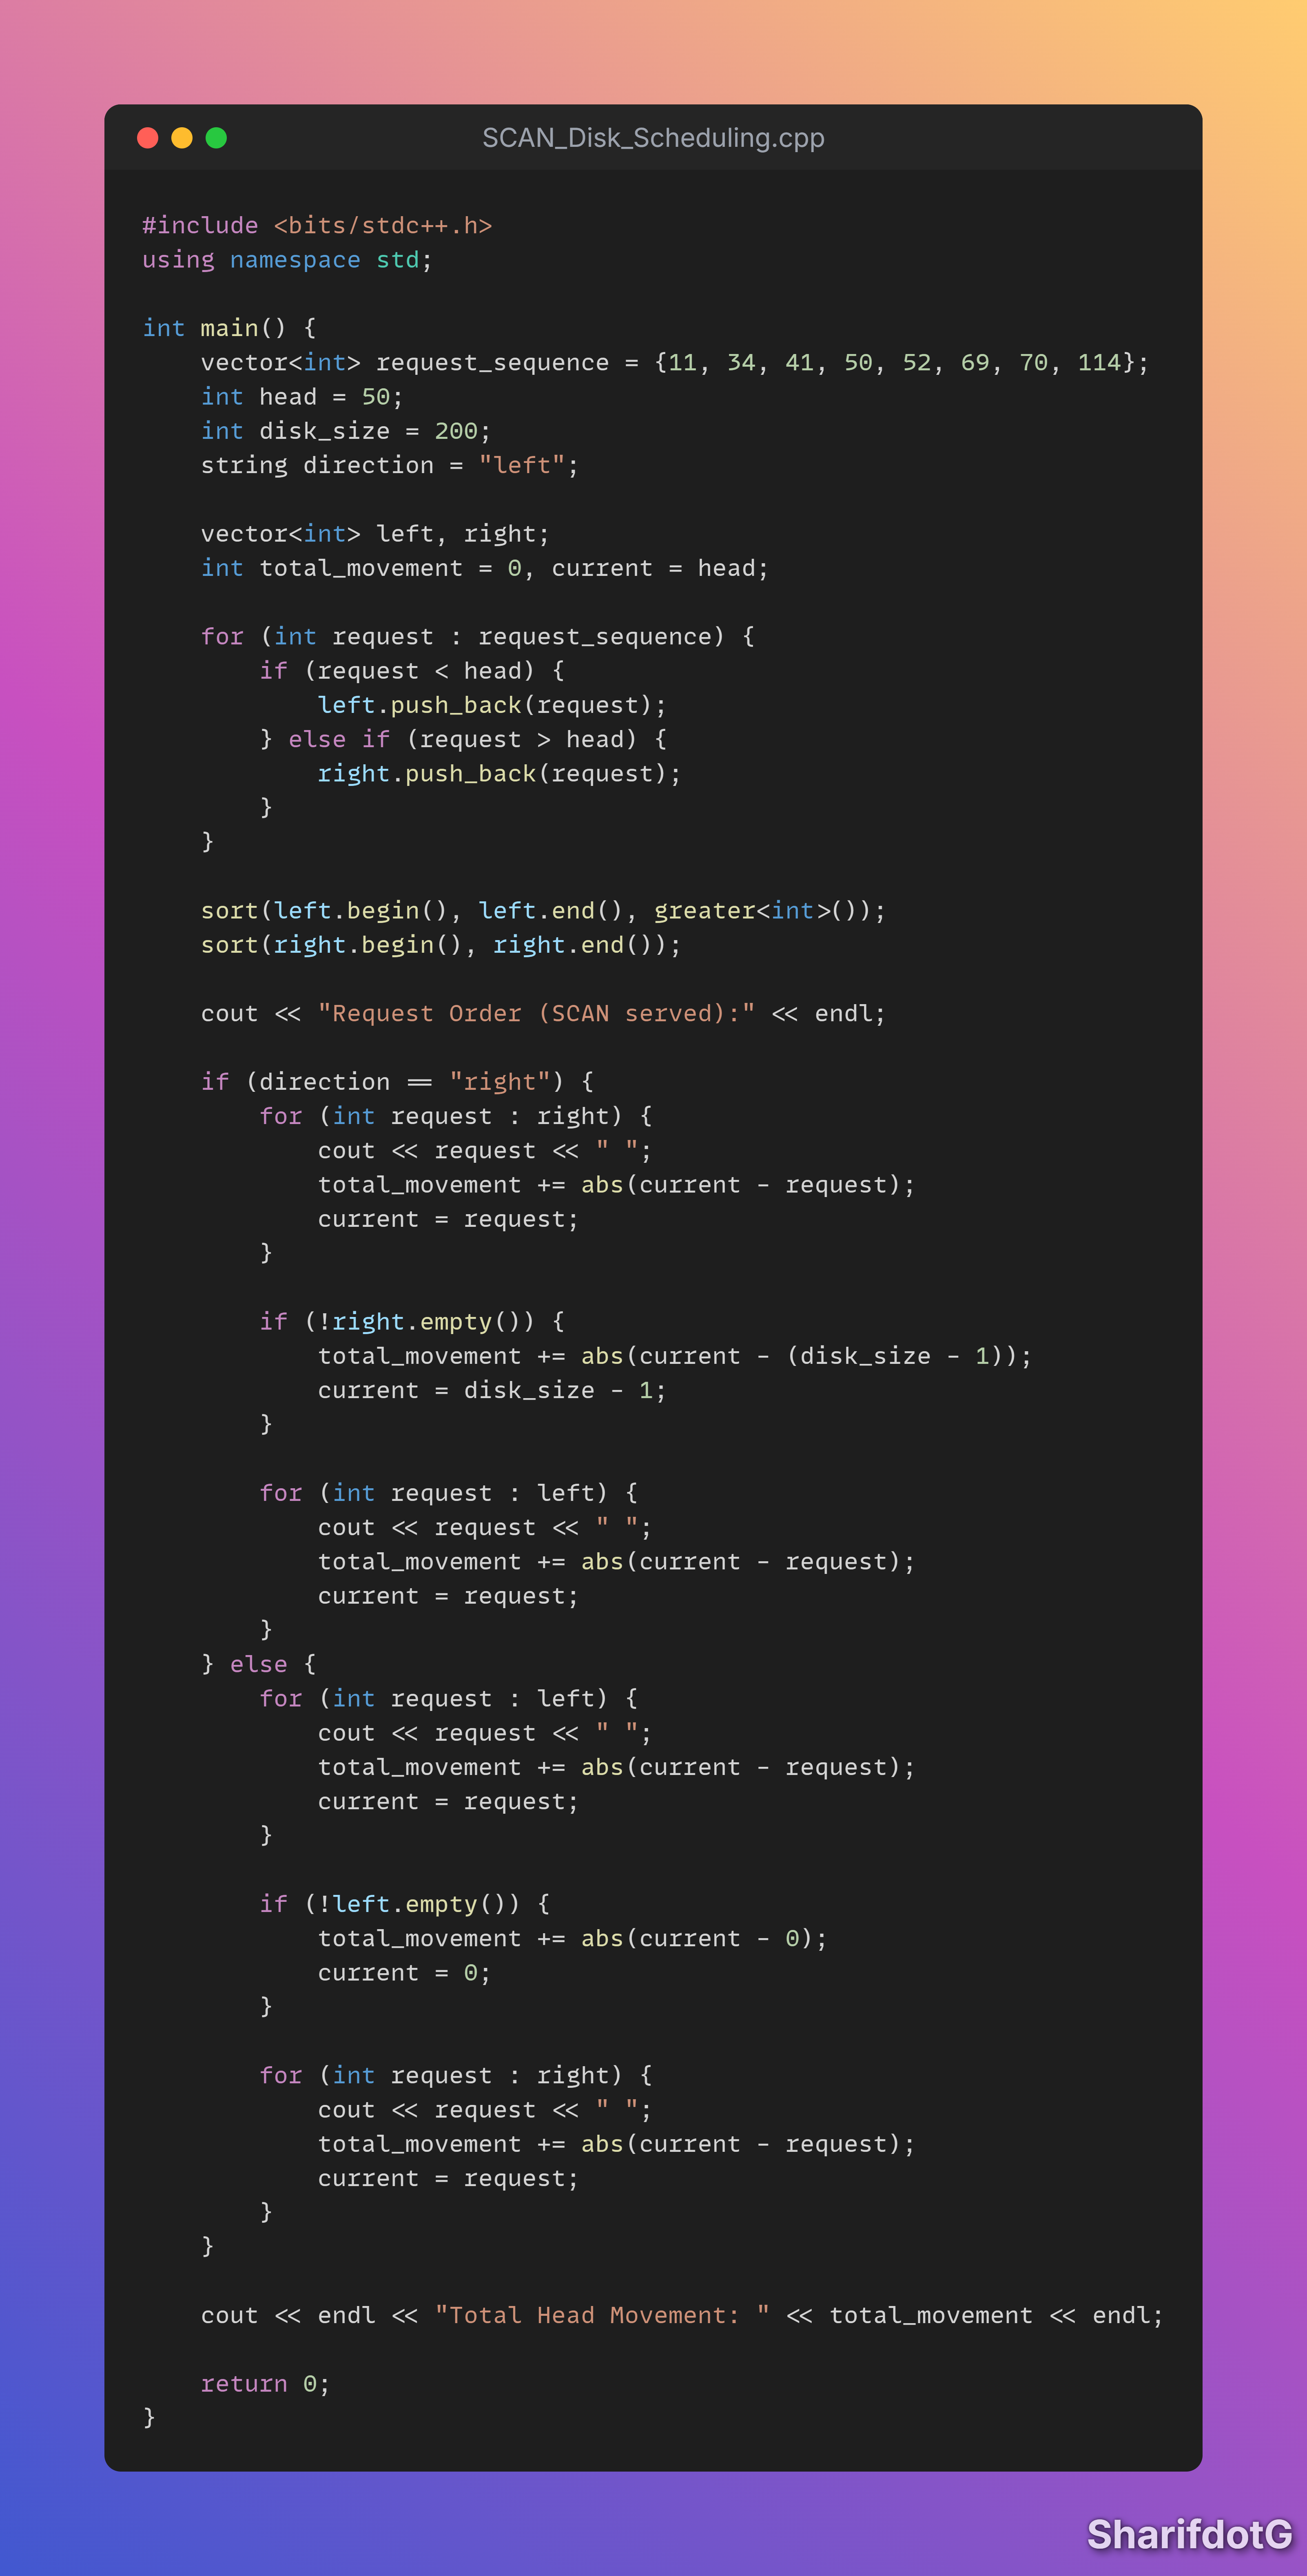 SCAN_Disk_Scheduling.cpp
#include <bits/stdc++.h>
using namespace std;

int main() {
    vector<int> request_sequence = {11, 34, 41, 50, 52, 69, 70, 114};
    int head = 50;
    int disk_size = 200;
    string direction = "left";

    vector<int> left, right;
    int total_movement = 0, current = head;

    for (int request : request_sequence) {
        if (request < head) {
            left.push_back(request);
        } else if (request > head) {
            right.push_back(request);
        }
    }

    sort(left.begin(), left.end(), greater<int>());
    sort(right.begin(), right.end());

    cout << "Request Order (SCAN served):" << endl;

    if (direction == "right") {
        for (int request : right) {
            cout << request << " ";
            total_movement += abs(current - request);
            current = request;
        }

        if (!right.empty()) {
            total_movement += abs(current - (disk_size - 1));
            current = disk_size - 1;
        }

        for (int request : left) {
            cout << request << " ";
            total_movement += abs(current - request);
            current = request;
        }
    } else {
        for (int request : left) {
            cout << request << " ";
            total_movement += abs(current - request);
            current = request;
        }

        if (!left.empty()) {
            total_movement += abs(current - 0);
            current = 0;
        }

        for (int request : right) {
            cout << request << " ";
            total_movement += abs(current - request);
            current = request;
        }
    }

    cout << endl << "Total Head Movement: " << total_movement << endl;

    return 0;
}
SharifdotG